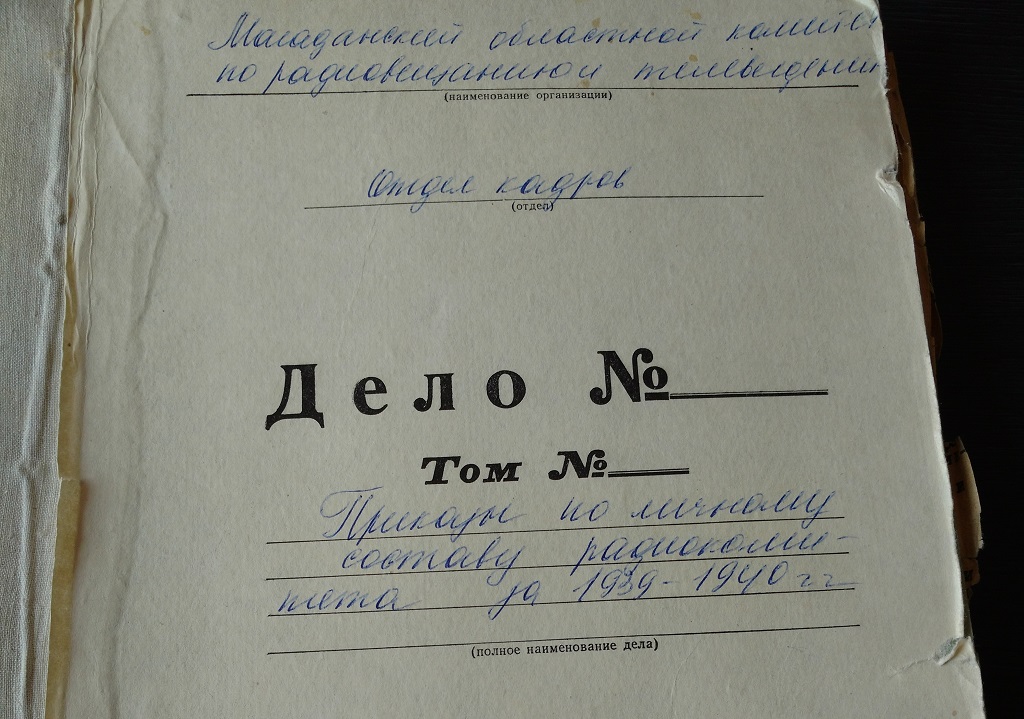 Магаданский областной комитет
по радиовещанию и телевидению
(наименование организации)
Отдел кадров
(отдел)
Дело №
Том №
Приказы по личному
составу радиокоми-
тета за 1939-1940 гг
(полное наименование дела)